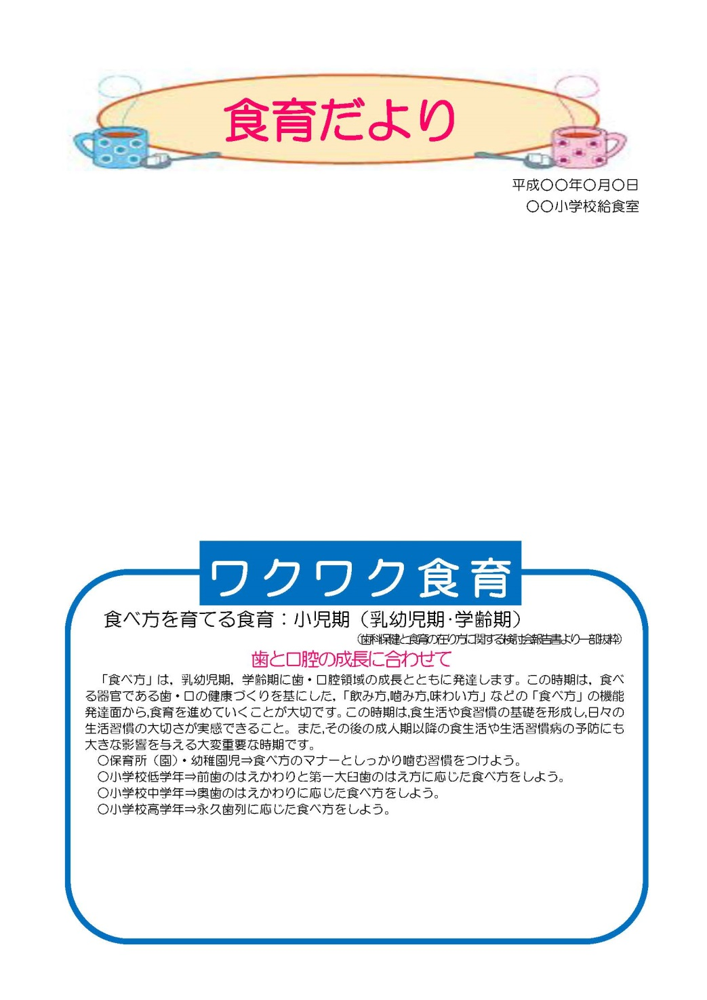 食育だより
平成〇〇年〇月〇日
〇〇小学校給食室
ワクワク食育
食べ方を育てる食育：小児期（乳幼児期･学齢期）
（歯科保健と食育の在り方に関する検討会報告書より一部抜粋）
歯と口腔の成長に合わせて
「食べ方」は，乳幼児期，学齢期に歯・口腔領域の成長とともに発達します。この時期は，食べ
る器官である歯・口の健康づくりを基にした，「飲み方,噛み方,味わい方」などの「食べ方」の機能
発達面から,食育を進めていくことが大切です。この時期は,食生活や食習慣の基礎を形成し,日々の
生活習慣の大切さが実感できること。また,その後の成人期以降の食生活や生活習慣病の予防にも
大きな影響を与える大変重要な時期です。
〇保育所（園）・幼稚園児⇒食べ方のマナーとしっかり噛む習慣をつけよう。
〇小学校低学年⇒前歯のはえかわりと第一大臼歯のはえ方に応じた食べ方をしよう。
〇小学校中学年⇒奥歯のはえかわりに応じた食べ方をしよう。
〇小学校高学年⇒永久歯列に応じた食べ方をしよう。